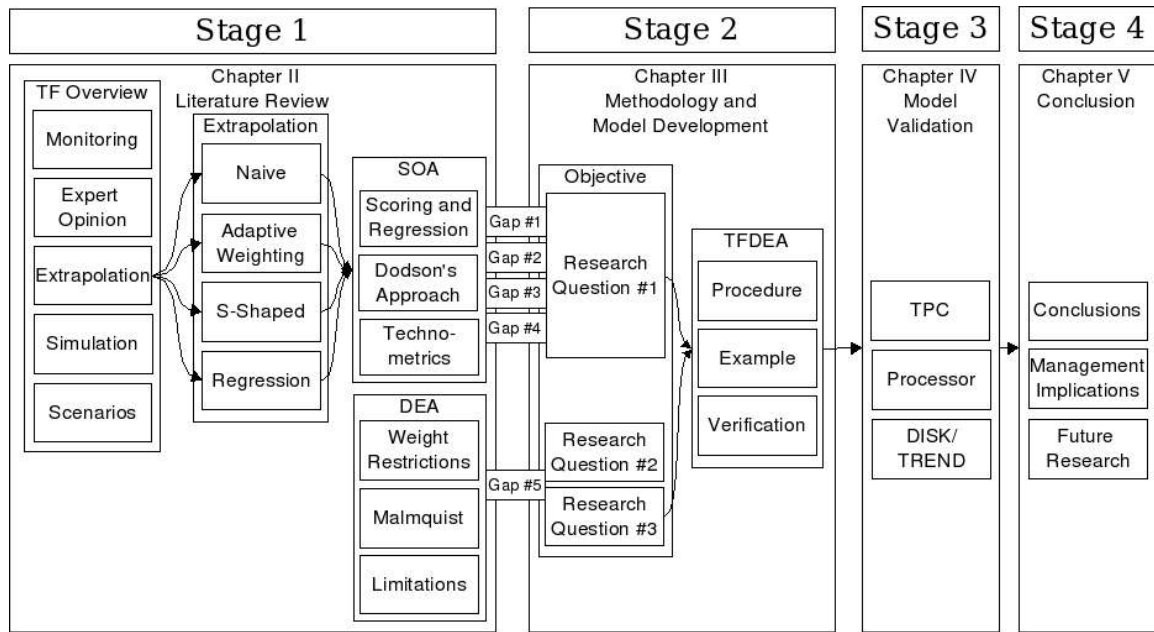 Stage 1
Stage 2
Stage 3
Stage 4
Chapter II
Literature Review
TF Overview
Monitoring
Expert
Opinion
Extrapolation
Simulation
Scenarios
Extrapolation
Naive
Adaptive
Weighting
S-Shaped
Regression
SOA
Scoring and
Regression
Dodson's
Approach
Techno-
metrics
DEA
Weight
Restrictions
Malmquist
Limitations
Gap #1
Gap #2
Gap #3
Gap #4
Gap #5
Chapter III
Methodology and
Model Development
Objective
Research
Question #1
Research
Question #2
Research
Question #3
TFDEA
Procedure
Example
Verification
Chapter IV
Model
Validation
TPC
Processor
DISK/
TREND
Chapter V
Conclusion
Conclusions
Management
Implications
Future
Research